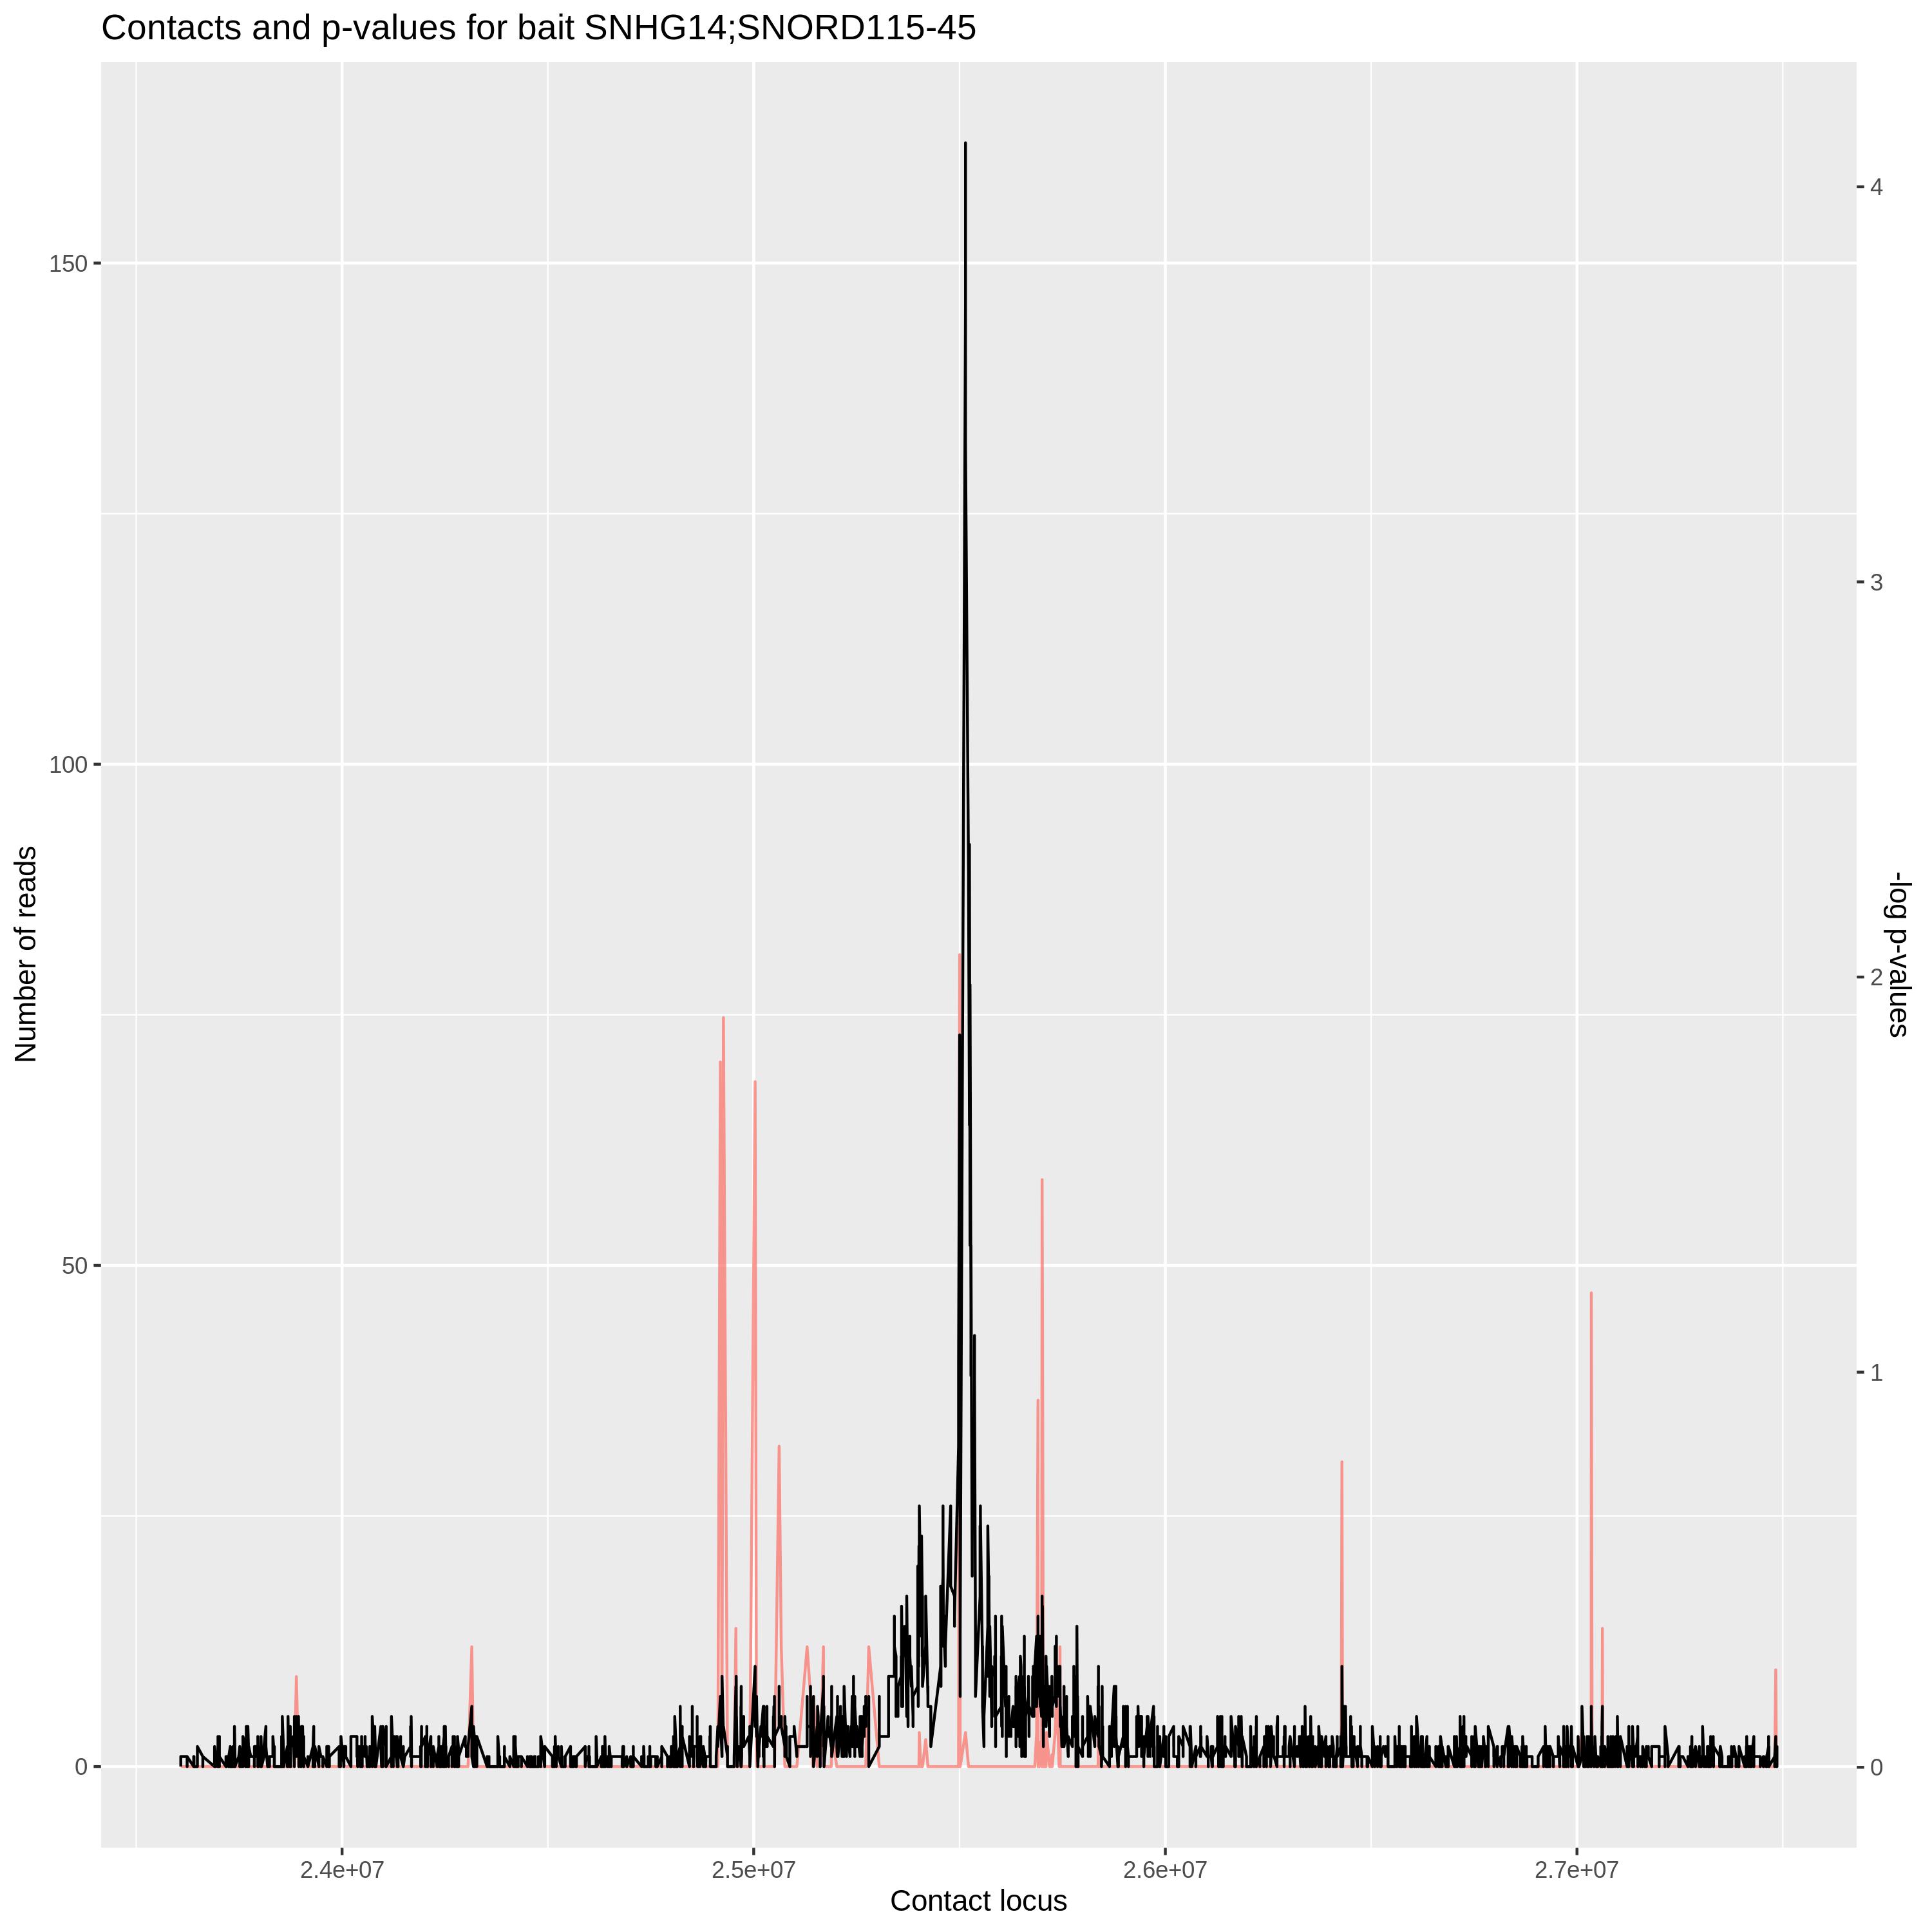 Contacts and p-values for bait SNHG14;SNORD115-45
Number of reads
150
100
50
0
4
3
2
1
0
-log p-values
2.4e+07
2.5e+07
2.6e+07
2.7e+07
Contact locus